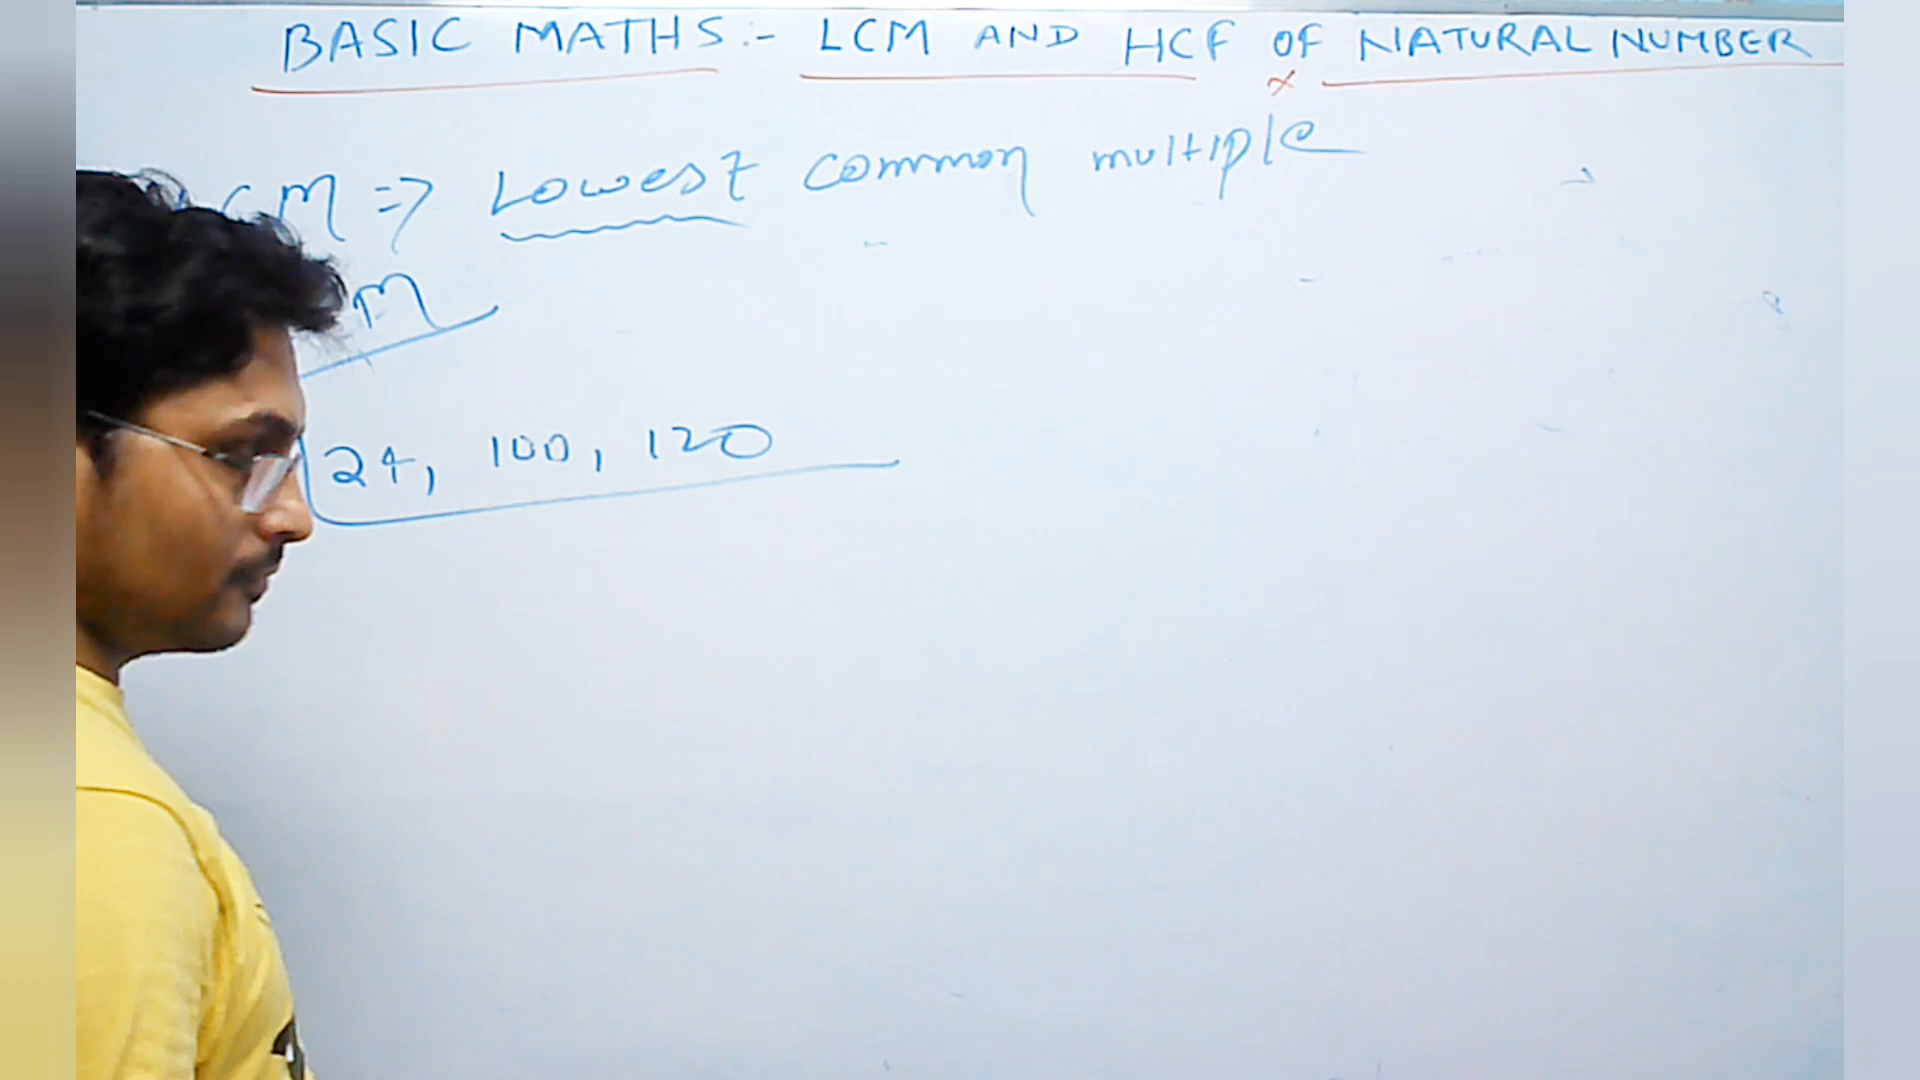 BASIC MATHS:- LCM AND HCF OF NATURAL NUMBER
CM => Lowest common multiple
M
24, 100, 120